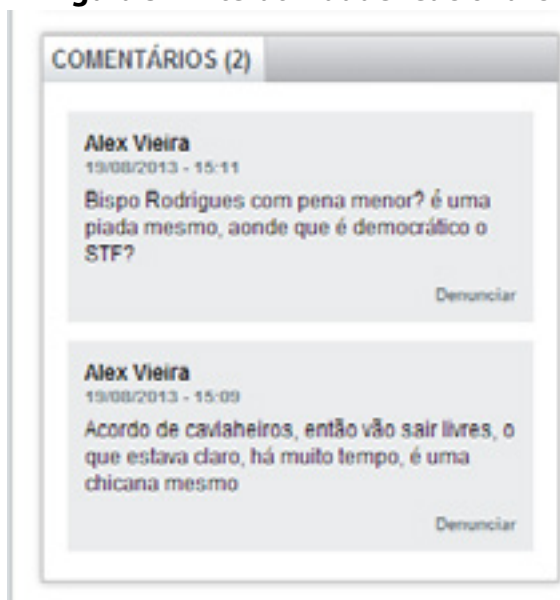 COMENTÁRIOS (2)
Alex Vieira
19/08/2013 - 15:11
Bispo Rodrigues com pena menor? é uma
piada mesmo, aonde que é democrático o
STF?
Denunciar
Alex Vieira
19/08/2013 - 15:09
Acordo de cavlaheiros, então vão sair livres, o
que estava claro, há muito tempo, é uma
chicana mesmo
Denunciar